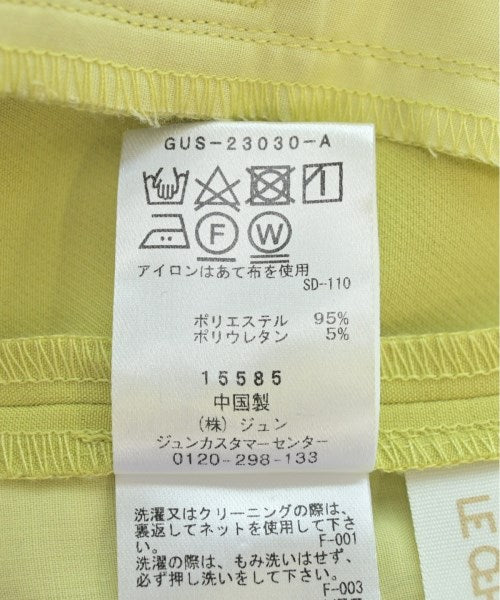 GUS-23030-A
F W
アイロンはあて布を使用
SD-110
ポリエステル 95%
ポリウレタン 5%
15585
中国製
(株) ジュン
ジュンカスタマーセンター
0120-298-133
洗濯又はクリーニングの際は、
裏返してネットを使用して下さ
い。 F-001
洗濯の際は、もみ洗いはせず、
必ず押し洗いをして下さい。
F-003
LE